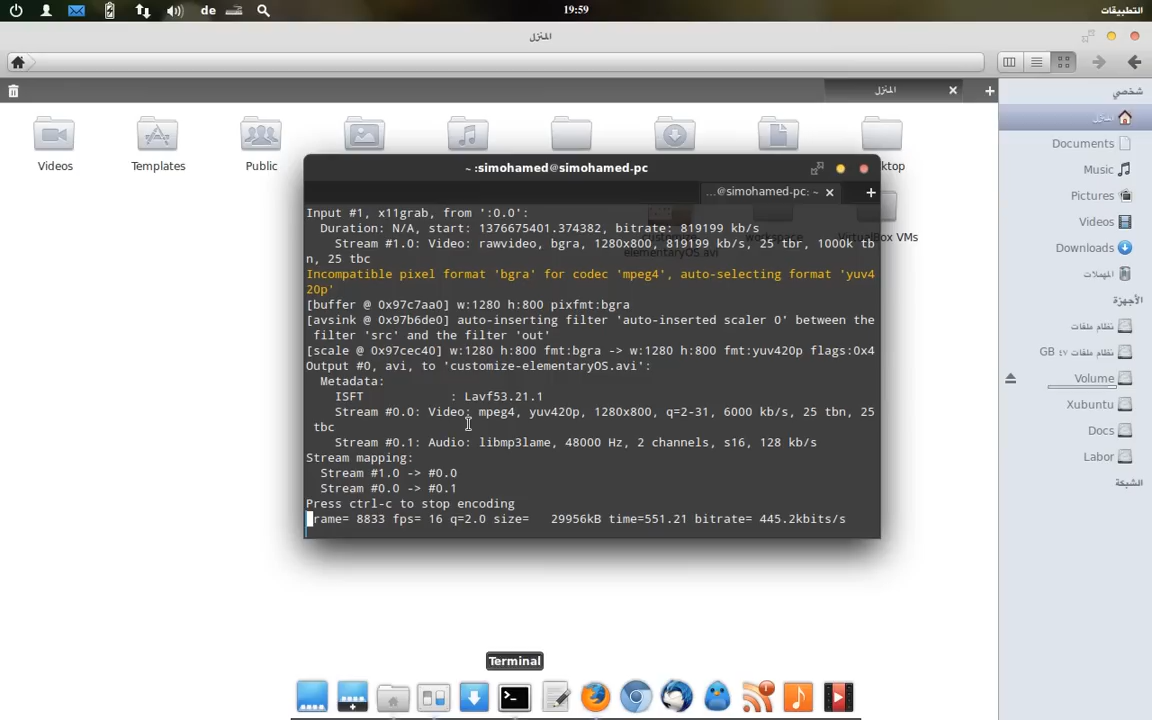 de
19:59
التطبيقات
المنزل
المنزل
شخصي
المنزل
Documents
Music
Pictures
Videos
Downloads
المهملات
الأجهزة
نظام ملفات
نظام ملفات ٤٧ GB
Volume
Xubuntu
Docs
Labor
الشبكة
Videos
Templates
Public
ktop
workspace
VirtualBox VMs
customize-
elementaryOS.avi
~ :simohamed@simohamed-pc
...@simohamed-pc: ~
Input #1, x11grab, from ':0.0':
Duration: N/A, start: 1376675401.374382, bitrate: 819199 kb/s
Stream #1.0: Video: rawvideo, bgra, 1280x800, 819199 kb/s, 25 tbr, 1000k tb
n, 25 tbc
Incompatible pixel format 'bgra' for codec 'mpeg4', auto-selecting format 'yuv4
20p'
[buffer @ 0x97c7aa0] w:1280 h:800 pixfmt:bgra
[avsink @ 0x97b6de0] auto-inserting filter 'auto-inserted scaler 0' between the
filter 'src' and the filter 'out'
[scale @ 0x97cec40] w:1280 h:800 fmt:bgra -> w:1280 h:800 fmt:yuv420p flags:0x4
Output #0, avi, to 'customize-elementaryOS.avi':
Metadata:
ISFT : Lavf53.21.1
Stream #0.0: Video: mpeg4, yuv420p, 1280x800, q=2-31, 6000 kb/s, 25 tbn, 25
tbc
Stream #0.1: Audio: libmp3lame, 48000 Hz, 2 channels, s16, 128 kb/s
Stream mapping:
Stream #1.0 -> #0.0
Stream #0.0 -> #0.1
Press ctrl-c to stop encoding
rame= 8833 fps= 16 q=2.0 size= 29956kB time=551.21 bitrate= 445.2kbits/s
Terminal